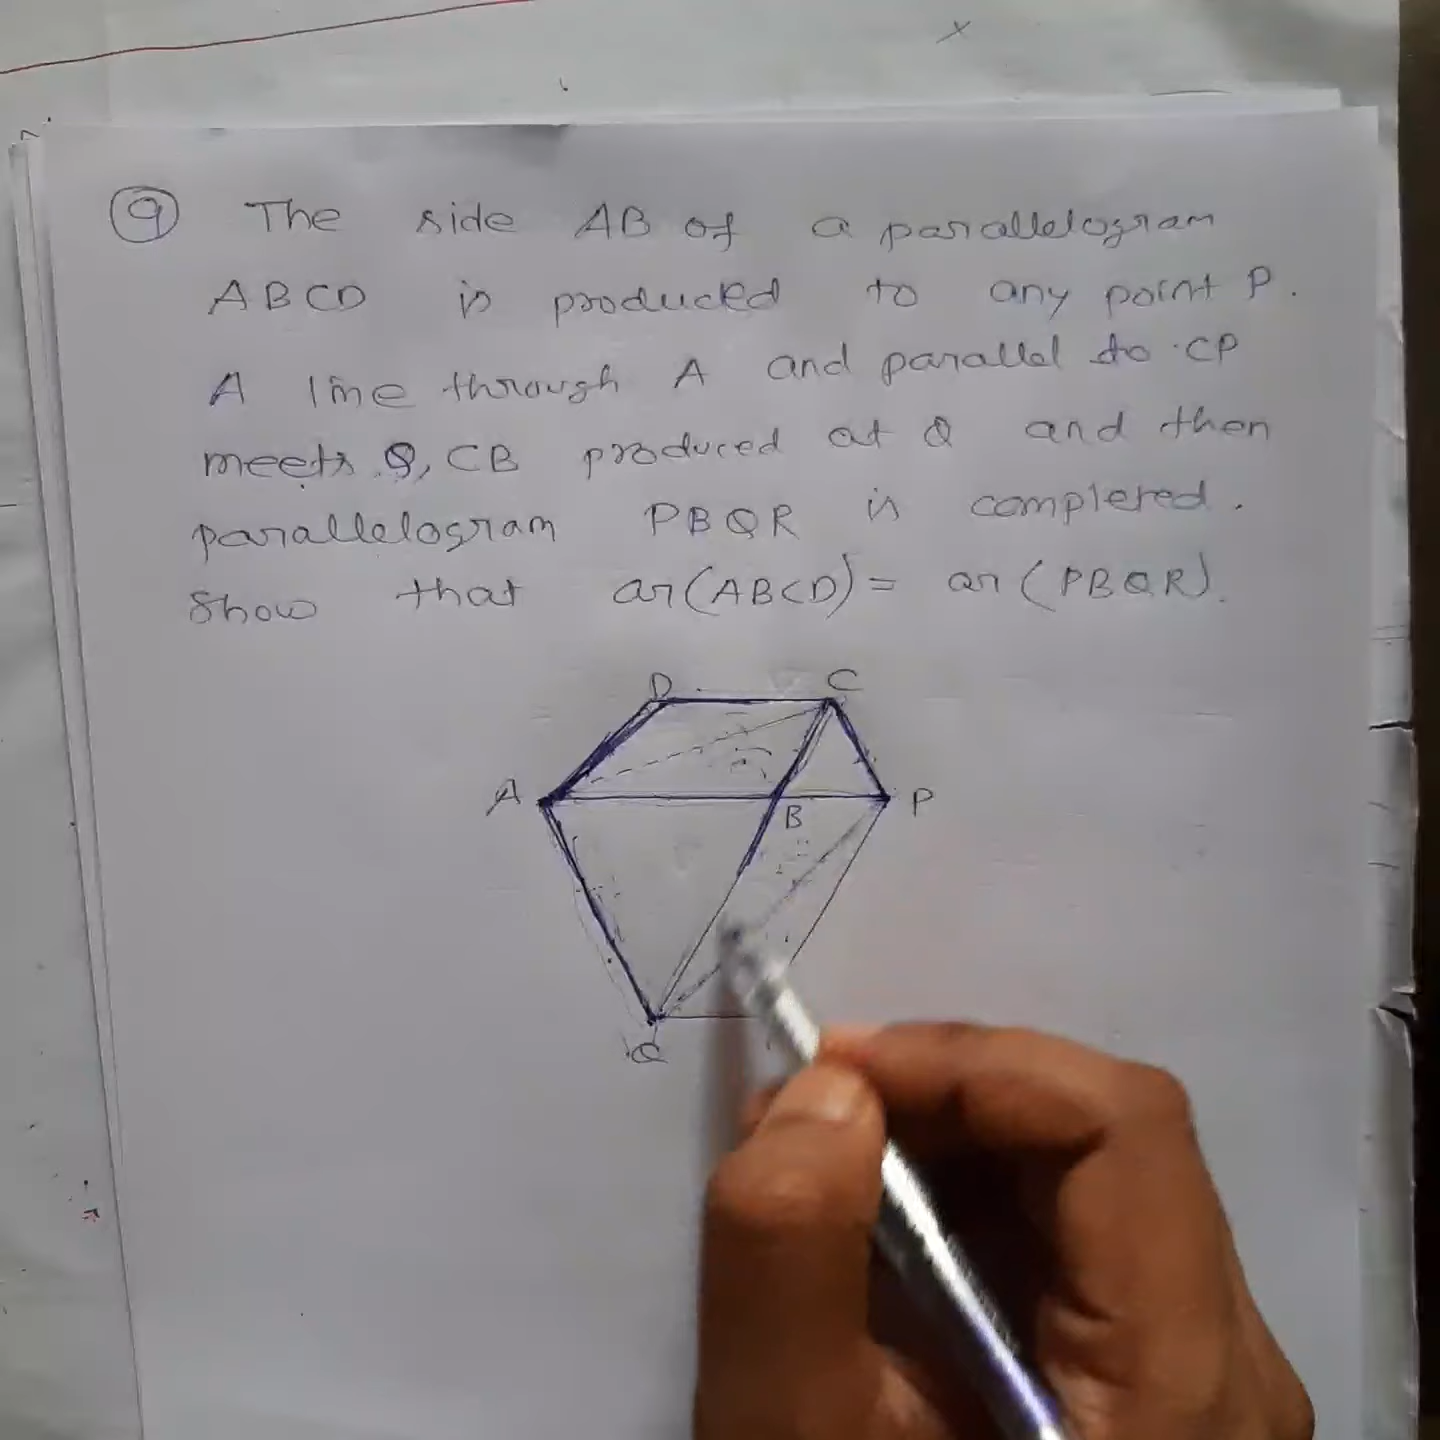 9 The side AB of a parallelogram
ABCD is produced to any point P.
A line through A and parallel to CP
meets Q, CB produced at Q and then
parallelogram PBQR is completed.
Show that ar(ABCD) = ar(PBQR).
D C
A B P
Q